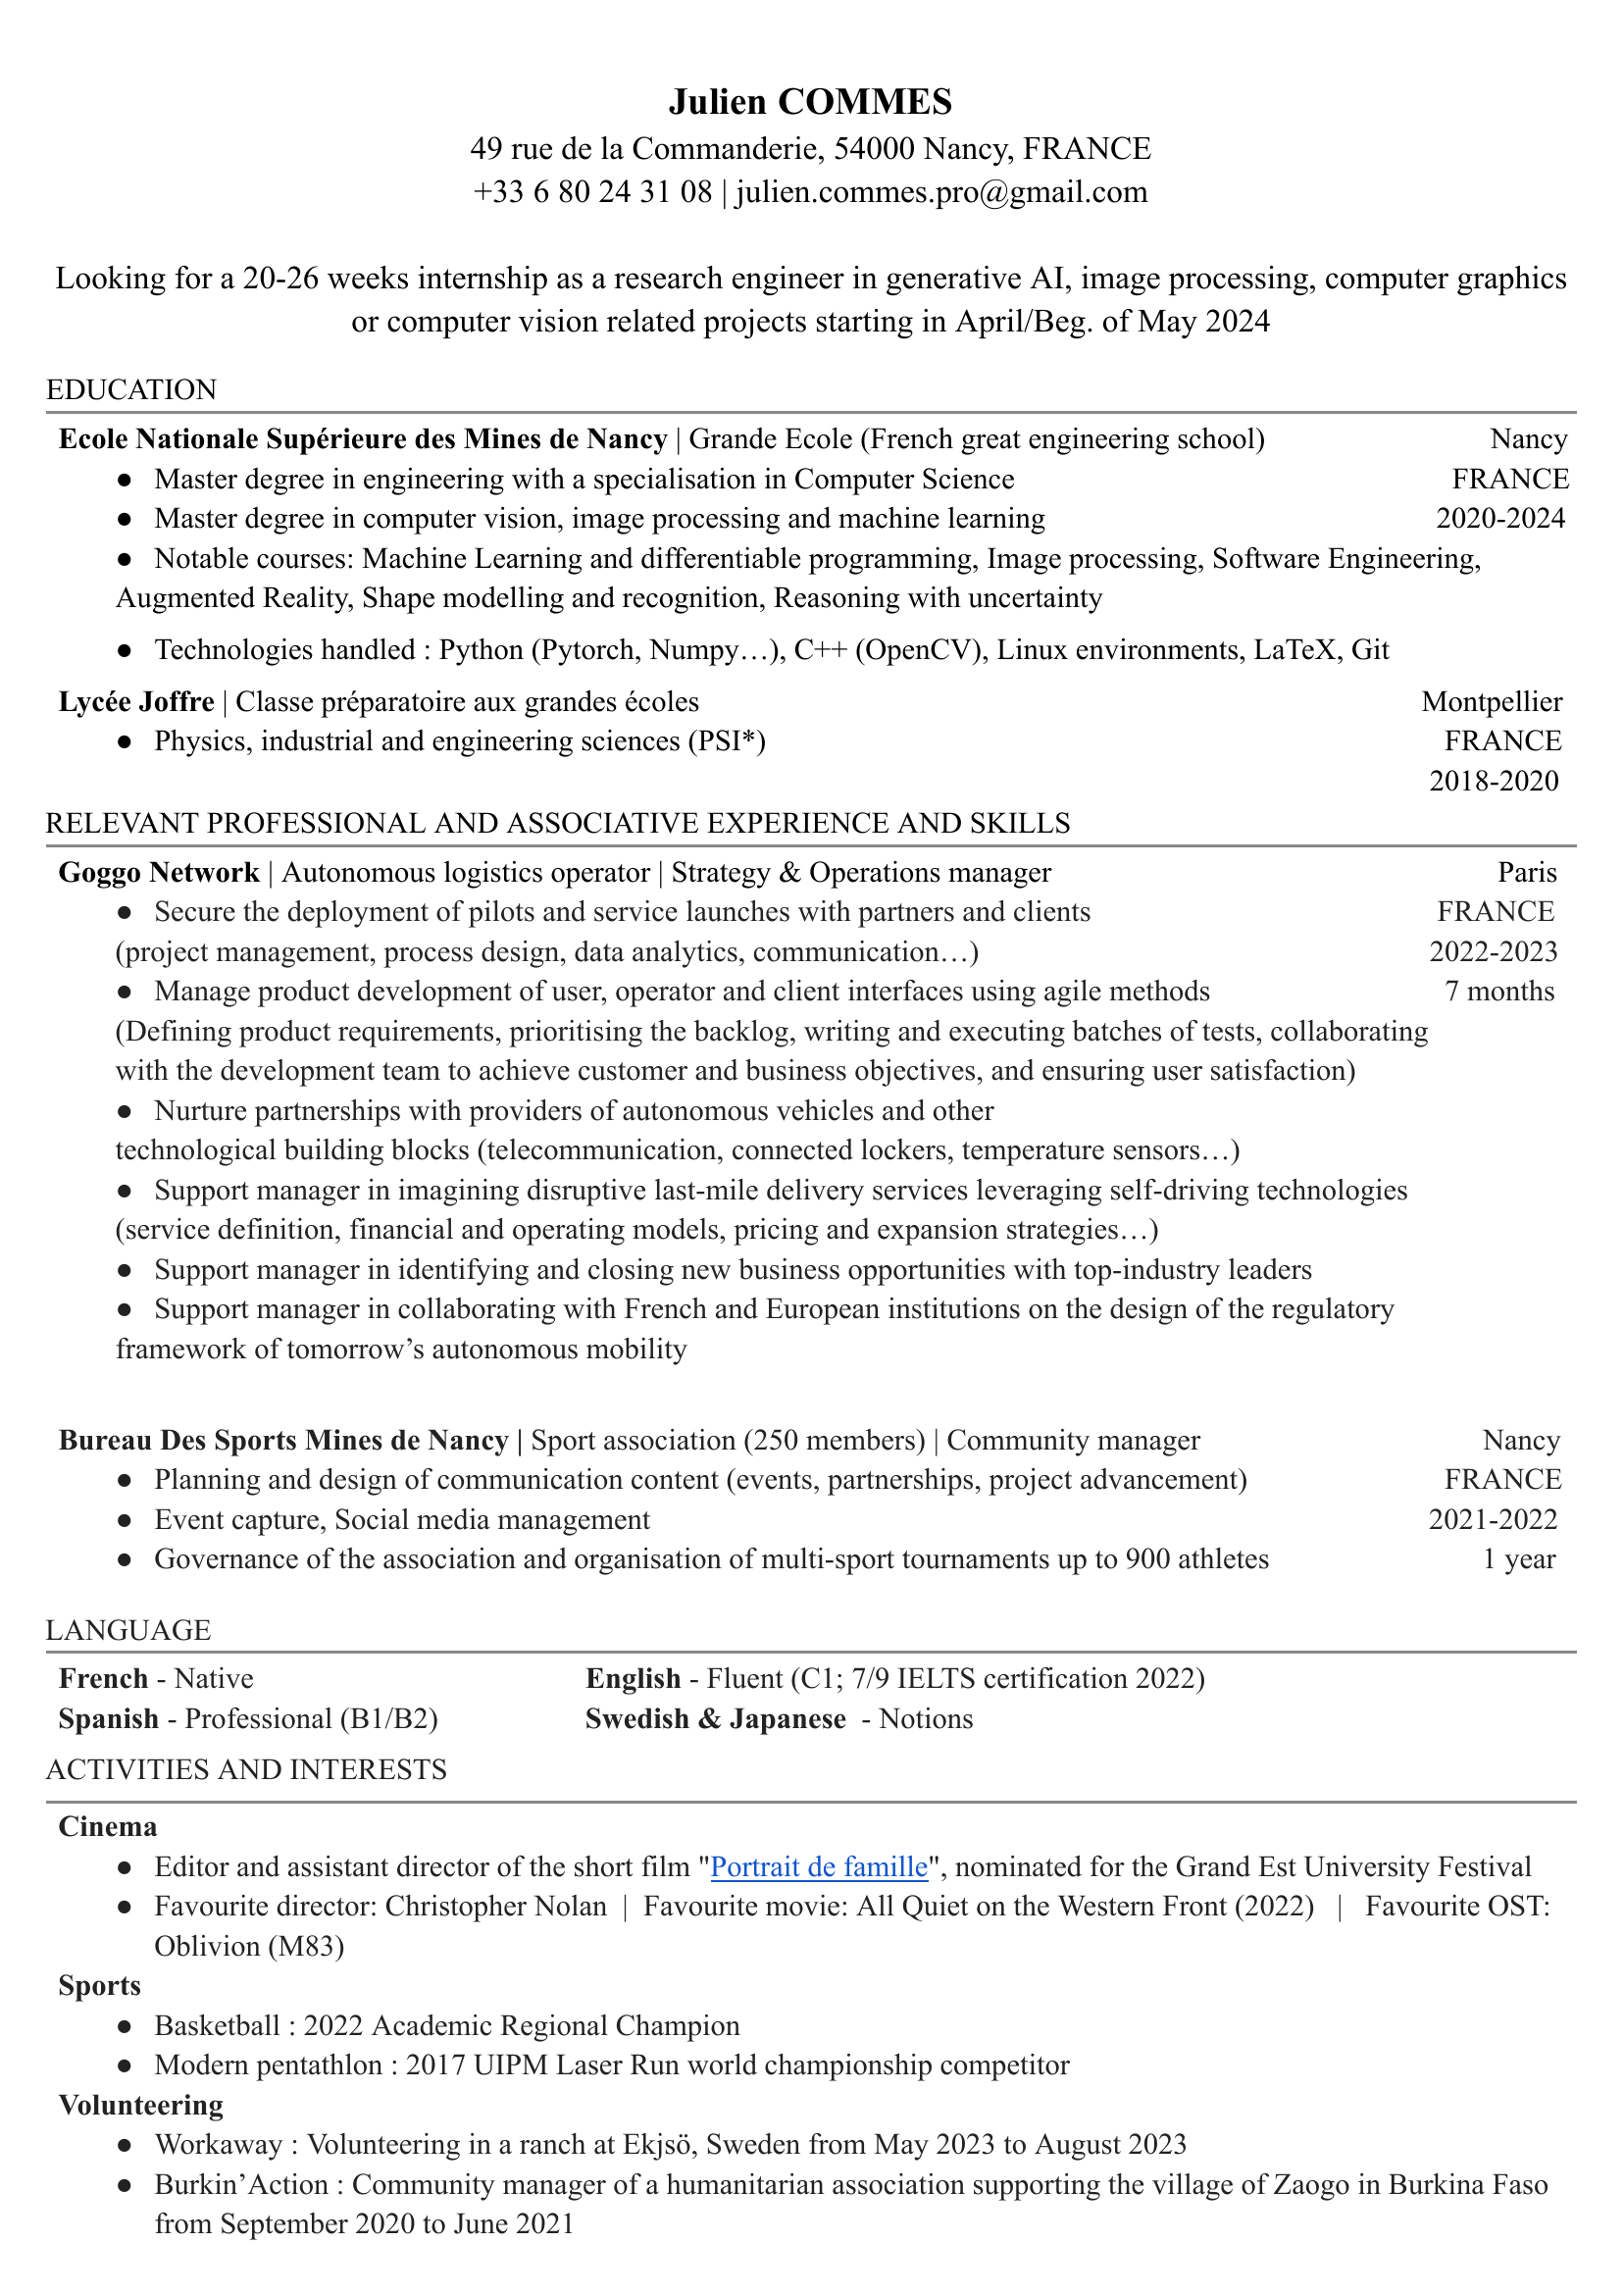 Julien COMMES
49 rue de la Commanderie, 54000 Nancy, FRANCE
+33 6 80 24 31 08 | julien.commes.pro@gmail.com
Looking for a 20-26 weeks internship as a research engineer in generative AI, image processing, computer graphics
or computer vision related projects starting in April/Beg. of May 2024
EDUCATION
Ecole Nationale Supérieure des Mines de Nancy | Grande Ecole (French great engineering school) Nancy
● Master degree in engineering with a specialisation in Computer Science FRANCE
● Master degree in computer vision, image processing and machine learning 2020-2024
● Notable courses: Machine Learning and differentiable programming, Image processing, Software Engineering,
Augmented Reality, Shape modelling and recognition, Reasoning with uncertainty
● Technologies handled : Python (Pytorch, Numpy…), C++ (OpenCV), Linux environments, LaTeX, Git
Lycée Joffre | Classe préparatoire aux grandes écoles Montpellier
● Physics, industrial and engineering sciences (PSI*) FRANCE
2018-2020
RELEVANT PROFESSIONAL AND ASSOCIATIVE EXPERIENCE AND SKILLS
Goggo Network | Autonomous logistics operator | Strategy & Operations manager Paris
● Secure the deployment of pilots and service launches with partners and clients FRANCE
(project management, process design, data analytics, communication…) 2022-2023
● Manage product development of user, operator and client interfaces using agile methods 7 months
(Defining product requirements, prioritising the backlog, writing and executing batches of tests, collaborating
with the development team to achieve customer and business objectives, and ensuring user satisfaction)
● Nurture partnerships with providers of autonomous vehicles and other
technological building blocks (telecommunication, connected lockers, temperature sensors…)
● Support manager in imagining disruptive last-mile delivery services leveraging self-driving technologies
(service definition, financial and operating models, pricing and expansion strategies…)
● Support manager in identifying and closing new business opportunities with top-industry leaders
● Support manager in collaborating with French and European institutions on the design of the regulatory
framework of tomorrow’s autonomous mobility
Bureau Des Sports Mines de Nancy | Sport association (250 members) | Community manager Nancy
● Planning and design of communication content (events, partnerships, project advancement) FRANCE
● Event capture, Social media management 2021-2022
● Governance of the association and organisation of multi-sport tournaments up to 900 athletes 1 year
LANGUAGE
French - Native English - Fluent (C1; 7/9 IELTS certification 2022)
Spanish - Professional (B1/B2) Swedish & Japanese - Notions
ACTIVITIES AND INTERESTS
Cinema
● Editor and assistant director of the short film "Portrait de famille", nominated for the Grand Est University Festival
● Favourite director: Christopher Nolan | Favourite movie: All Quiet on the Western Front (2022) | Favourite OST:
Oblivion (M83)
Sports
● Basketball : 2022 Academic Regional Champion
● Modern pentathlon : 2017 UIPM Laser Run world championship competitor
Volunteering
● Workaway : Volunteering in a ranch at Ekjsö, Sweden from May 2023 to August 2023
● Burkin’Action : Community manager of a humanitarian association supporting the village of Zaogo in Burkina Faso
from September 2020 to June 2021